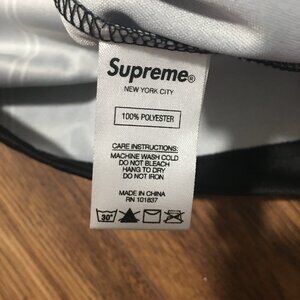 Supreme®
NEW YORK CITY
100% POLYESTER
CARE INSTRUCTIONS:
MACHINE WASH COLD
DO NOT BLEACH
HANG TO DRY
DO NOT IRON
MADE IN CHINA
RN 101837
30°